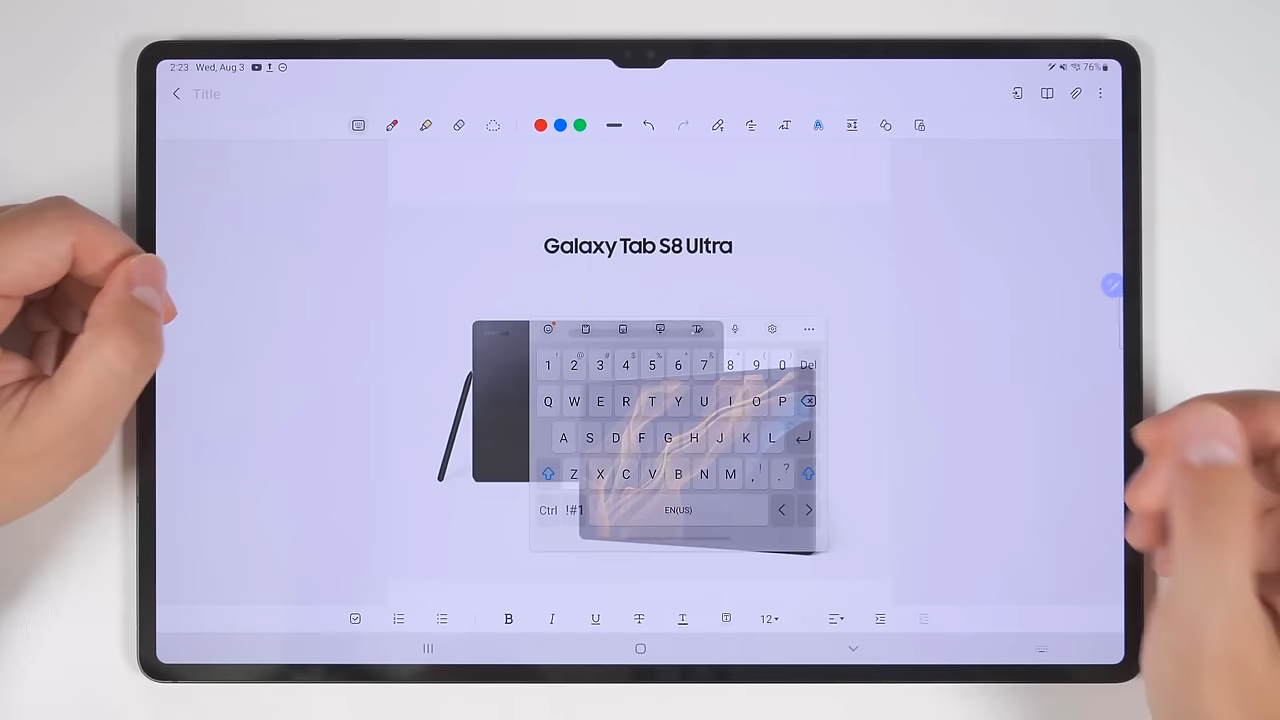 2:23 Wed, Aug 3 76%
Title
Galaxy Tab S8 Ultra
1 ! 2 @ 3 # 4 $ 5 % 6 ^ 7 & 8 * 9 ( 0 ) Del
Q W E R T Y U I O P
A S D F G H J K L
Z X C V B N M , ! . ?
Ctrl !#1 EN(US) < >
B I U T T T 12